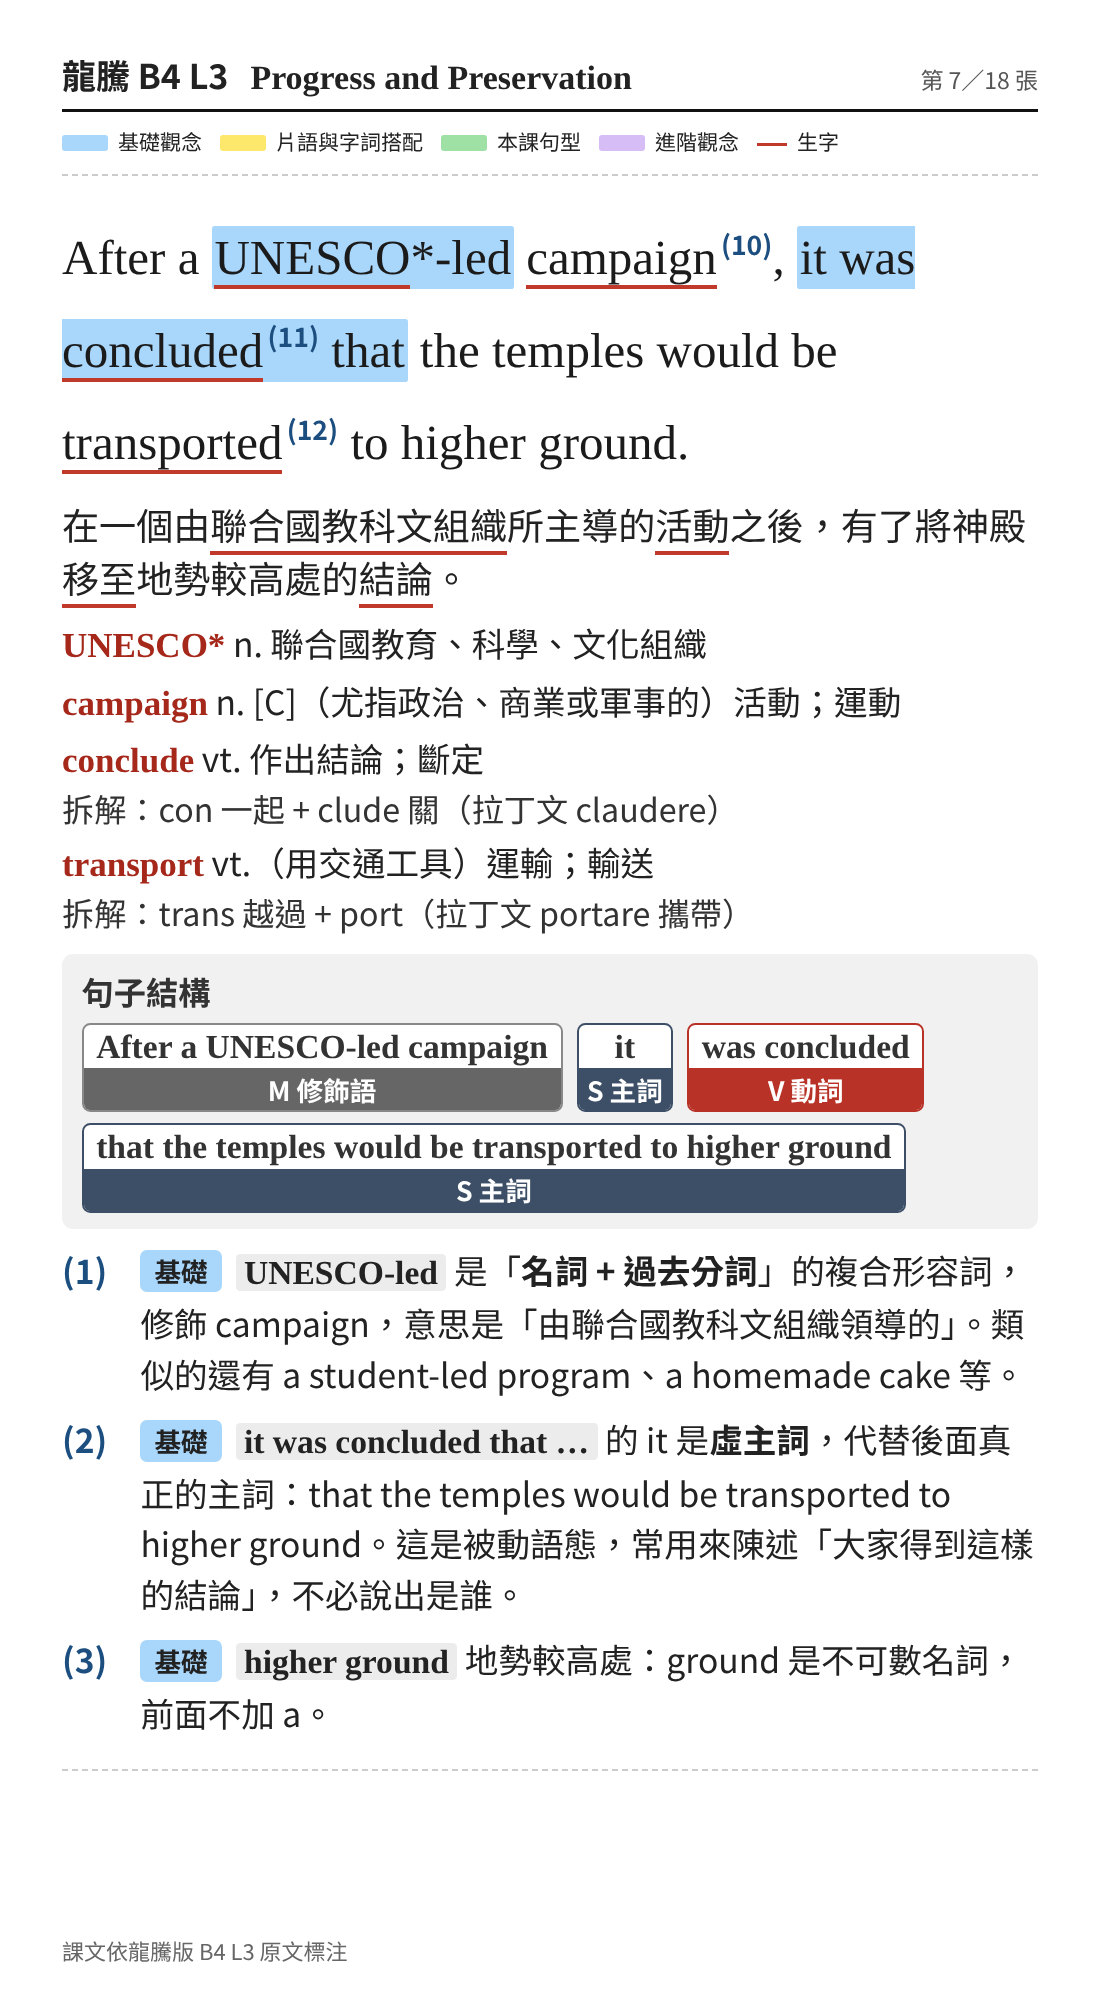 龍騰 B4 L3 Progress and Preservation 第 7／18 張
基礎觀念 片語與字詞搭配 本課句型 進階觀念 生字
After a UNESCO*-led campaign(10), it was
concluded(11) that the temples would be
transported(12) to higher ground.
在一個由聯合國教科文組織所主導的活動之後，有了將神殿
移至地勢較高處的結論。
UNESCO* n. 聯合國教育、科學、文化組織
campaign n. [C]（尤指政治、商業或軍事的）活動；運動
conclude vt. 作出結論；斷定
拆解：con 一起 + clude 關（拉丁文 claudere）
transport vt.（用交通工具）運輸；輸送
拆解：trans 越過 + port（拉丁文 portare 攜帶）
句子結構
After a UNESCO-led campaign it was concluded
M 修飾語 S 主詞 V 動詞
that the temples would be transported to higher ground
S 主詞
(1) 基礎 UNESCO-led 是「名詞 + 過去分詞」的複合形容詞，
修飾 campaign，意思是「由聯合國教科文組織領導的」。類
似的還有 a student-led program、a homemade cake 等。
(2) 基礎 it was concluded that … 的 it 是虛主詞，代替後面真
正的主詞：that the temples would be transported to
higher ground。這是被動語態，常用來陳述「大家得到這樣
的結論」，不必說出是誰。
(3) 基礎 higher ground 地勢較高處：ground 是不可數名詞，
前面不加 a。
課文依龍騰版 B4 L3 原文標注